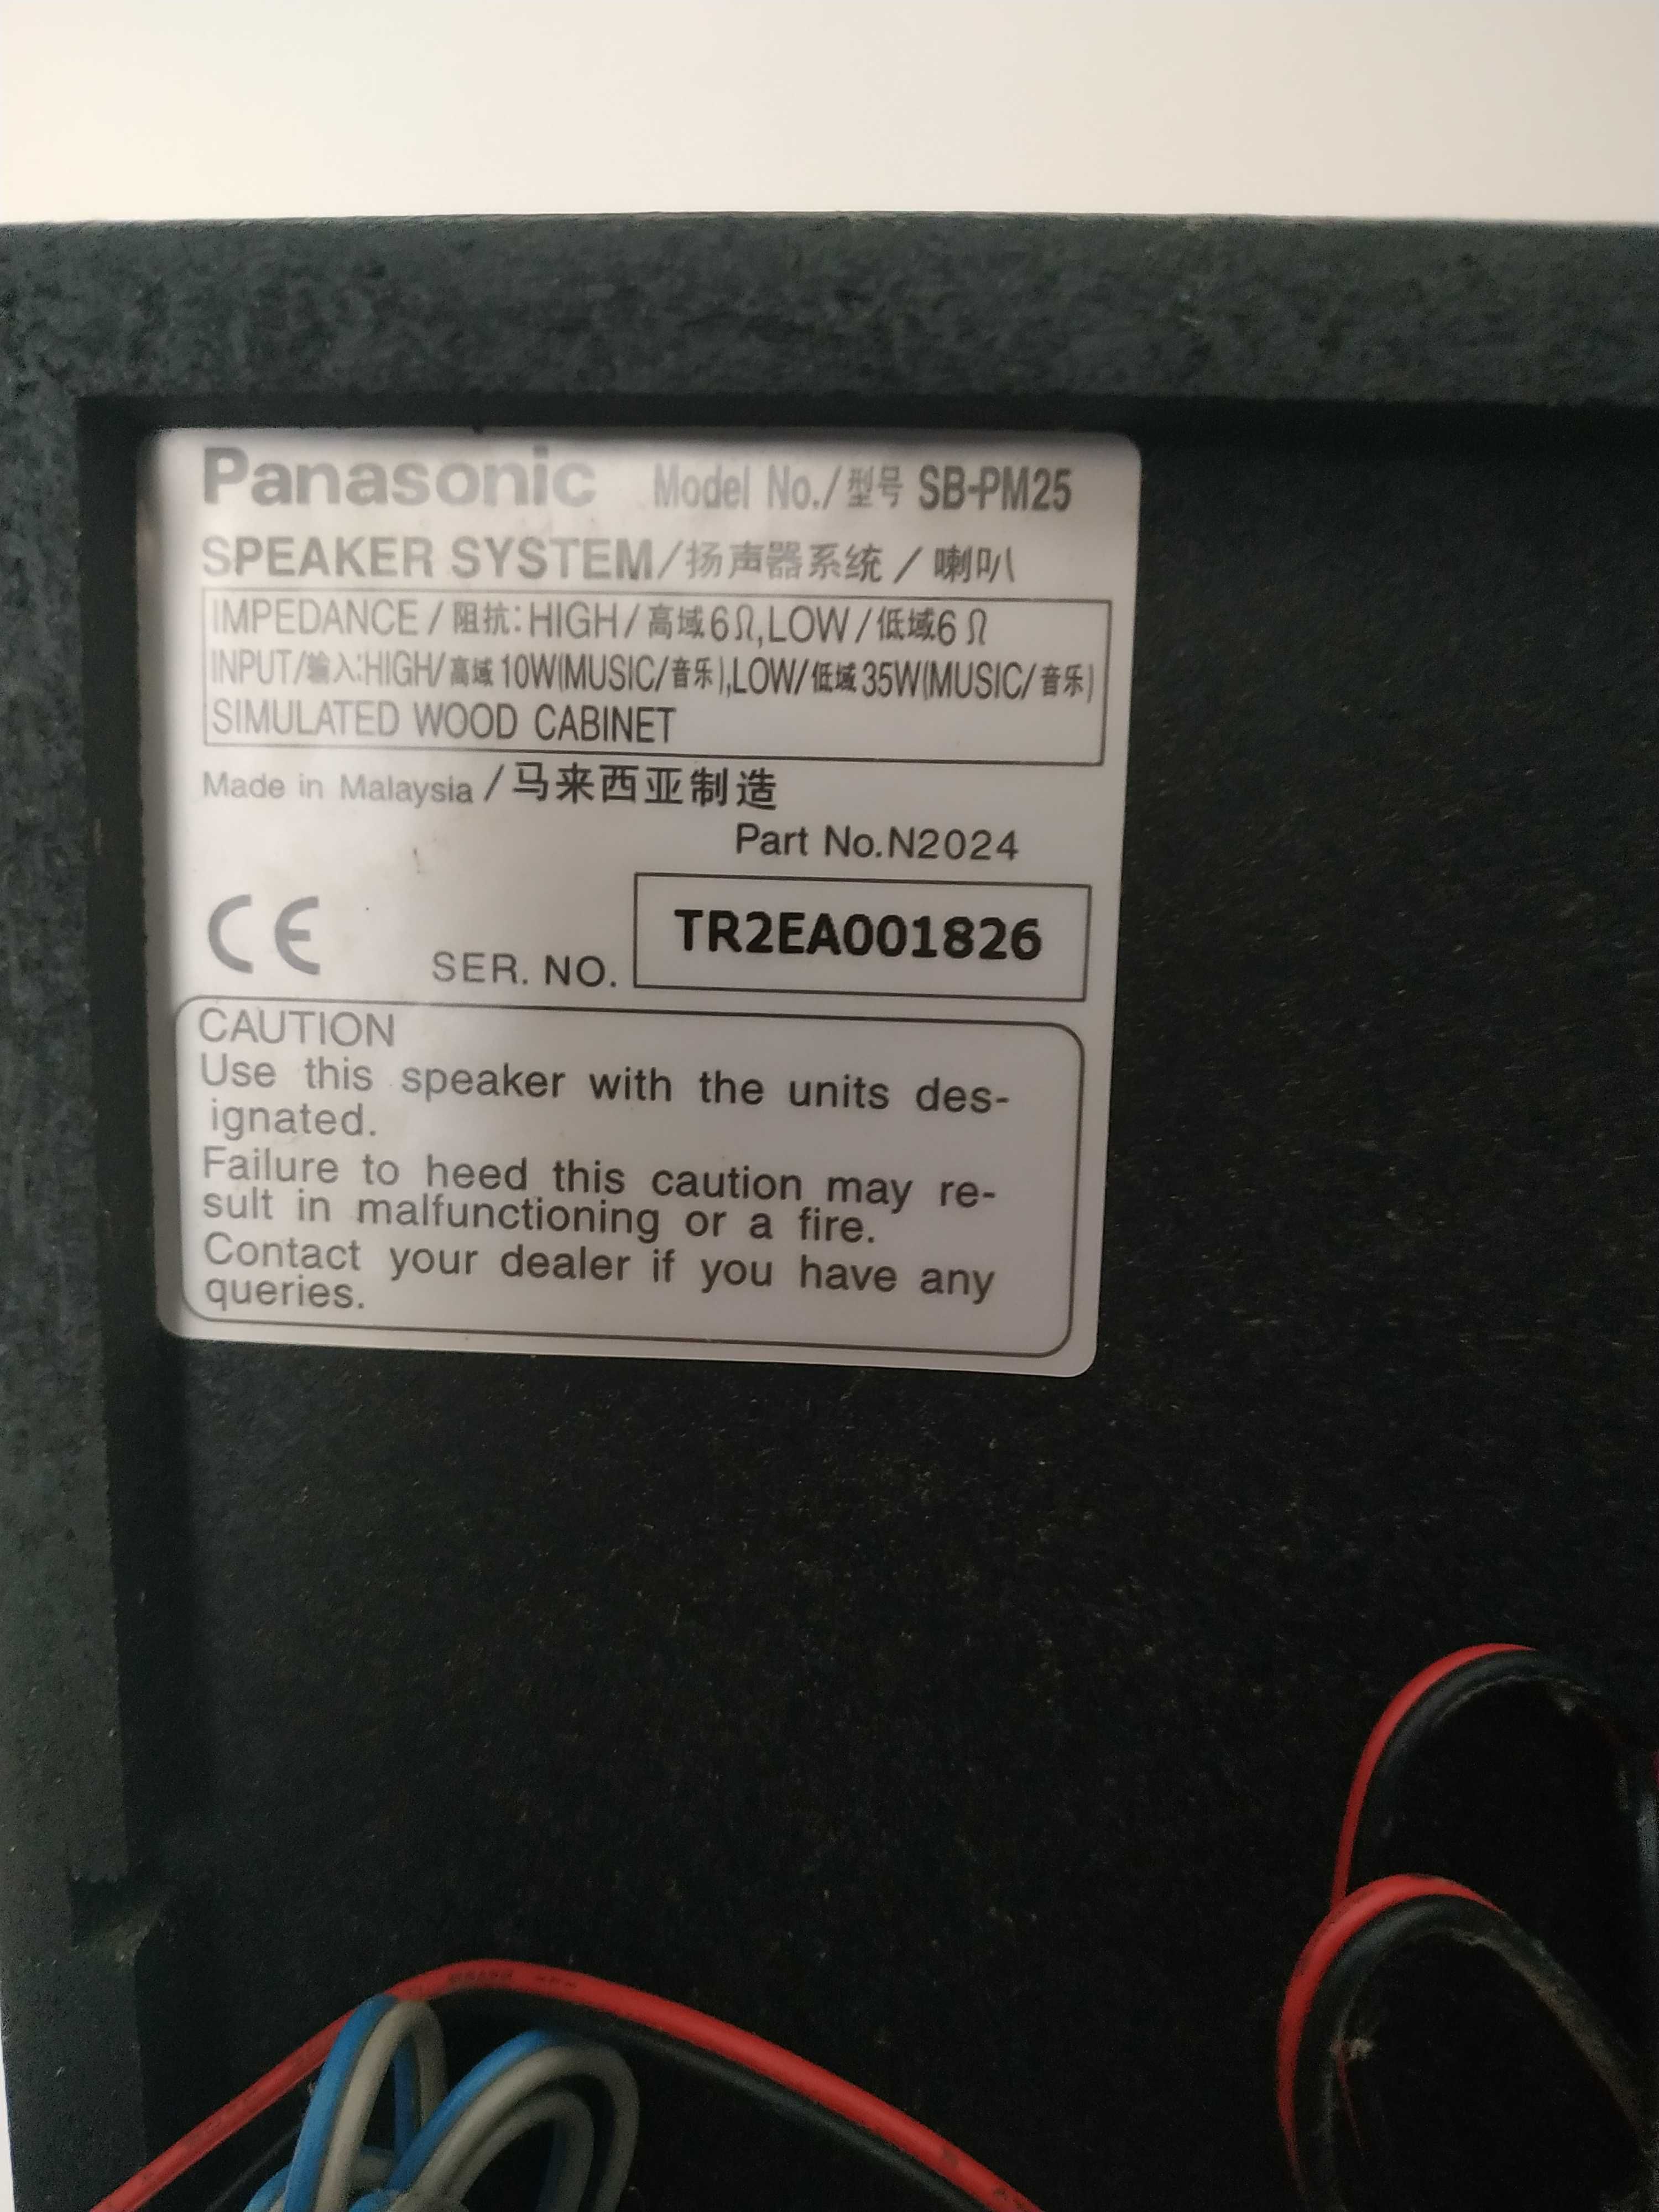 Panasonic Model No./型号 SB-PM25
SPEAKER SYSTEM/扬声器系统/喇叭
IMPEDANCE/阻抗:HIGH/高域6Ω,LOW/低域6Ω
INPUT/输入:HIGH/高域10W(MUSIC/音乐),LOW/低域35W(MUSIC/音乐)
SIMULATED WOOD CABINET
Made in Malaysia/马来西亚制造
Part No.N2024
CE
SER. NO. TR2EA001826
CAUTION
Use this speaker with the units des-
ignated.
Failure to heed this caution may re-
sult in malfunctioning or a fire.
Contact your dealer if you have any
queries.